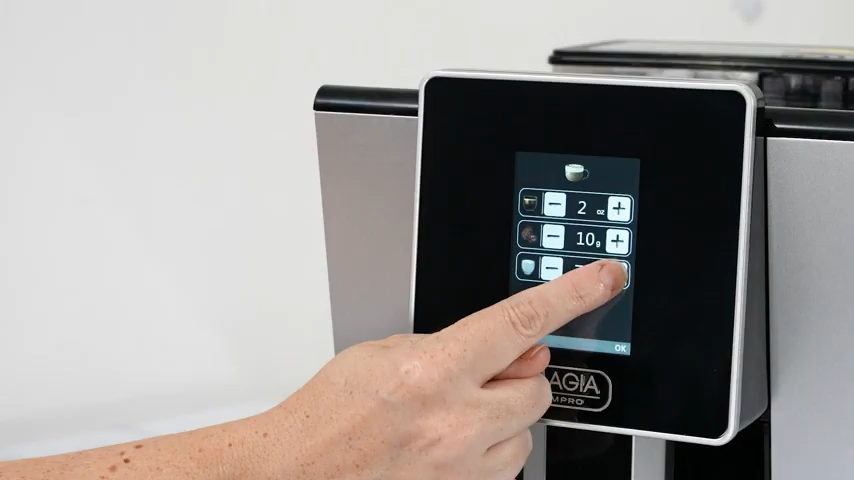 − 2 oz +
− 10g +
−
OK
AGIA
MPRO